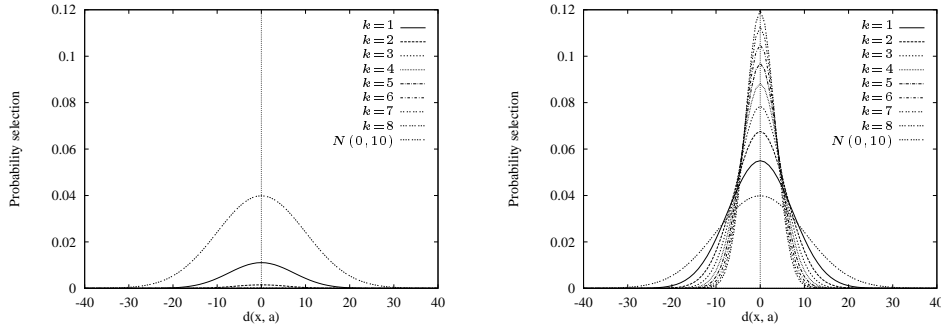 0.12
0.1
0.08
0.06
0.04
0.02
0
Probability selection
-40
-30
-20
-10
0
10
20
30
40
d(x, a)
k = 1
k = 2
k = 3
k = 4
k = 5
k = 6
k = 7
k = 8
N (0, 10)
0.12
0.1
0.08
0.06
0.04
0.02
0
Probability selection
-40
-30
-20
-10
0
10
20
30
40
d(x, a)
k = 1
k = 2
k = 3
k = 4
k = 5
k = 6
k = 7
k = 8
N (0, 10)